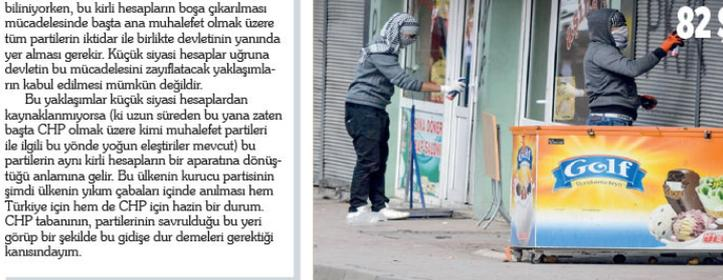 biliniyorken, bu kirli hesapların boşa çıkarılması
mücadelesinde başta ana muhalefet olmak üzere
tüm partilerin iktidar ile birlikte devletinin yanında
yer alması gerekir. Küçük siyasi hesaplar uğruna
devletin bu mücadelesini zayıflatacak yaklaşımla-
rın kabul edilmesi mümkün değildir.
Bu yaklaşımlar küçük siyasi hesaplardan
kaynaklanmıyorsa (ki uzun süreden bu yana zaten
başta CHP olmak üzere kimi muhalefet partileri
ile ilgili bu yönde yoğun eleştiriler mevcut) bu
partilerin aynı kirli hesapların bir aparatına dönüş-
tüğü anlamına gelir. Bu ülkenin kurucu partisinin
şimdi ülkenin yıkım çabaları içinde anılması hem
Türkiye için hem de CHP için hazin bir durum.
CHP tabanının, partilerinin savrulduğu bu yeri
görüp bir şekilde bu gidişe dur demeleri gerektiği
kanısındayım.
82
DÖNER
Golf